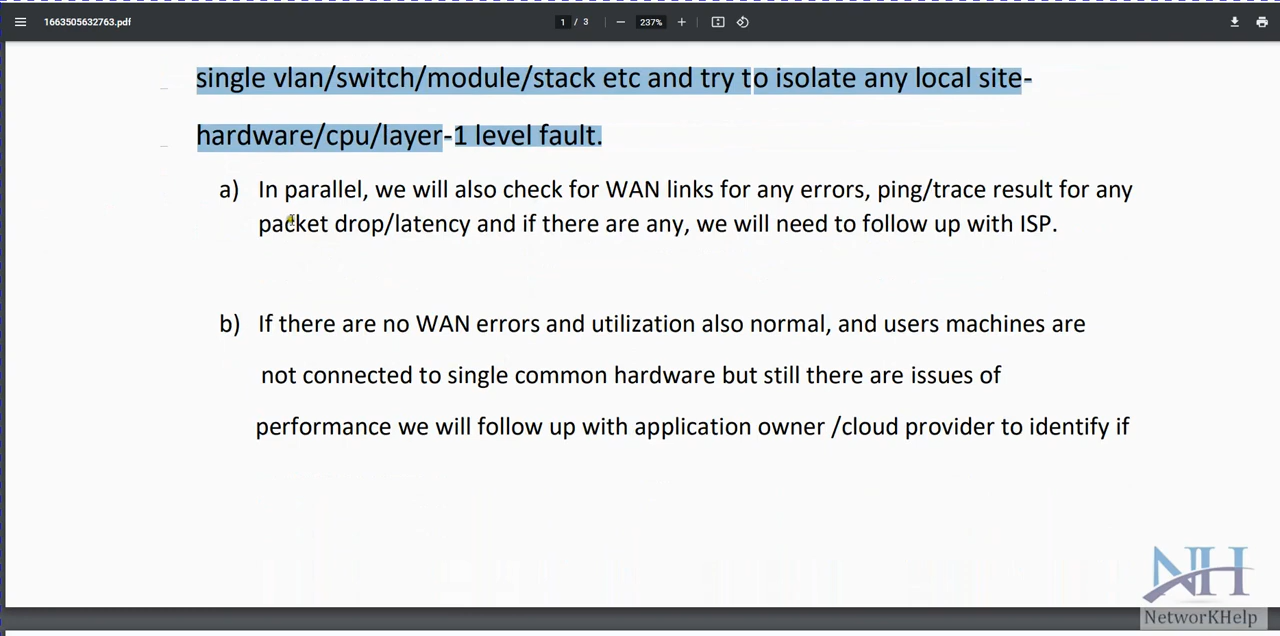 1663505632763.pdf
1 / 3
237%
single vlan/switch/module/stack etc and try to isolate any local site-
hardware/cpu/layer-1 level fault.
a) In parallel, we will also check for WAN links for any errors, ping/trace result for any
packet drop/latency and if there are any, we will need to follow up with ISP.
b) If there are no WAN errors and utilization also normal, and users machines are
not connected to single common hardware but still there are issues of
performance we will follow up with application owner /cloud provider to identify if
NH
NetworKHelp